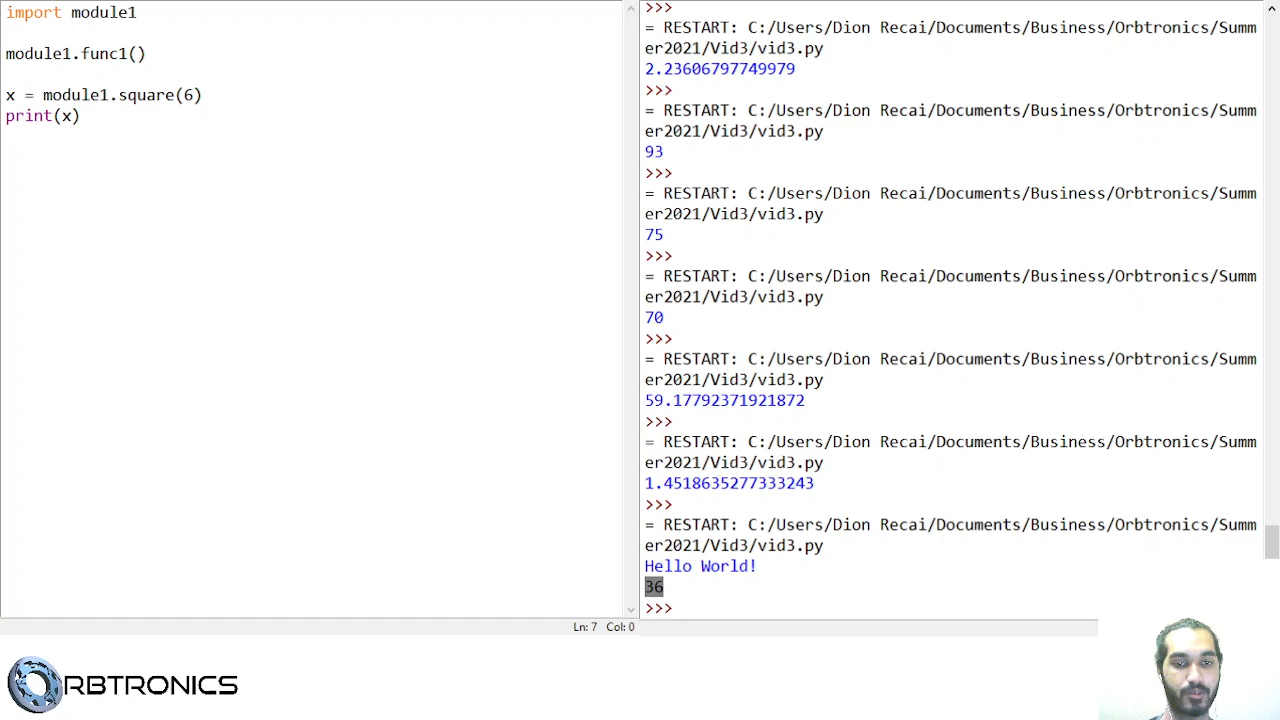 import module1
module1.func1()
x = module1.square(6)
print(x)
>>>
= RESTART: C:/Users/Dion Recai/Documents/Business/Orbtronics/Summ
er2021/Vid3/vid3.py
2.23606797749979
>>>
= RESTART: C:/Users/Dion Recai/Documents/Business/Orbtronics/Summ
er2021/Vid3/vid3.py
93
>>>
= RESTART: C:/Users/Dion Recai/Documents/Business/Orbtronics/Summ
er2021/Vid3/vid3.py
75
>>>
= RESTART: C:/Users/Dion Recai/Documents/Business/Orbtronics/Summ
er2021/Vid3/vid3.py
70
>>>
= RESTART: C:/Users/Dion Recai/Documents/Business/Orbtronics/Summ
er2021/Vid3/vid3.py
59.17792371921872
>>>
= RESTART: C:/Users/Dion Recai/Documents/Business/Orbtronics/Summ
er2021/Vid3/vid3.py
1.4518635277333243
>>>
= RESTART: C:/Users/Dion Recai/Documents/Business/Orbtronics/Summ
er2021/Vid3/vid3.py
Hello World!
36
>>>
Ln: 7 Col: 0
ORBTRONICS